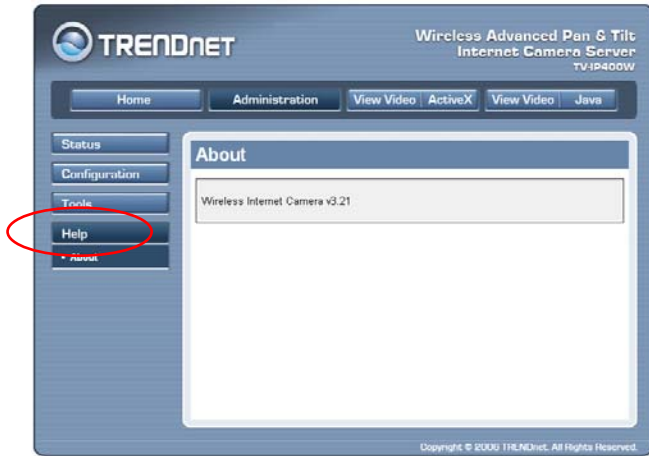 TRENDNET
Wireless Advanced Pan & Tilt
Internet Camera Server
TV-IP400W
Home
Administration
View Video ActiveX
View Video Java
Status
Configuration
Tools
Help
• About
About
Wireless Internet Camera v3.21
Copyright © 2006 TRENDnet. All Rights Reserved.